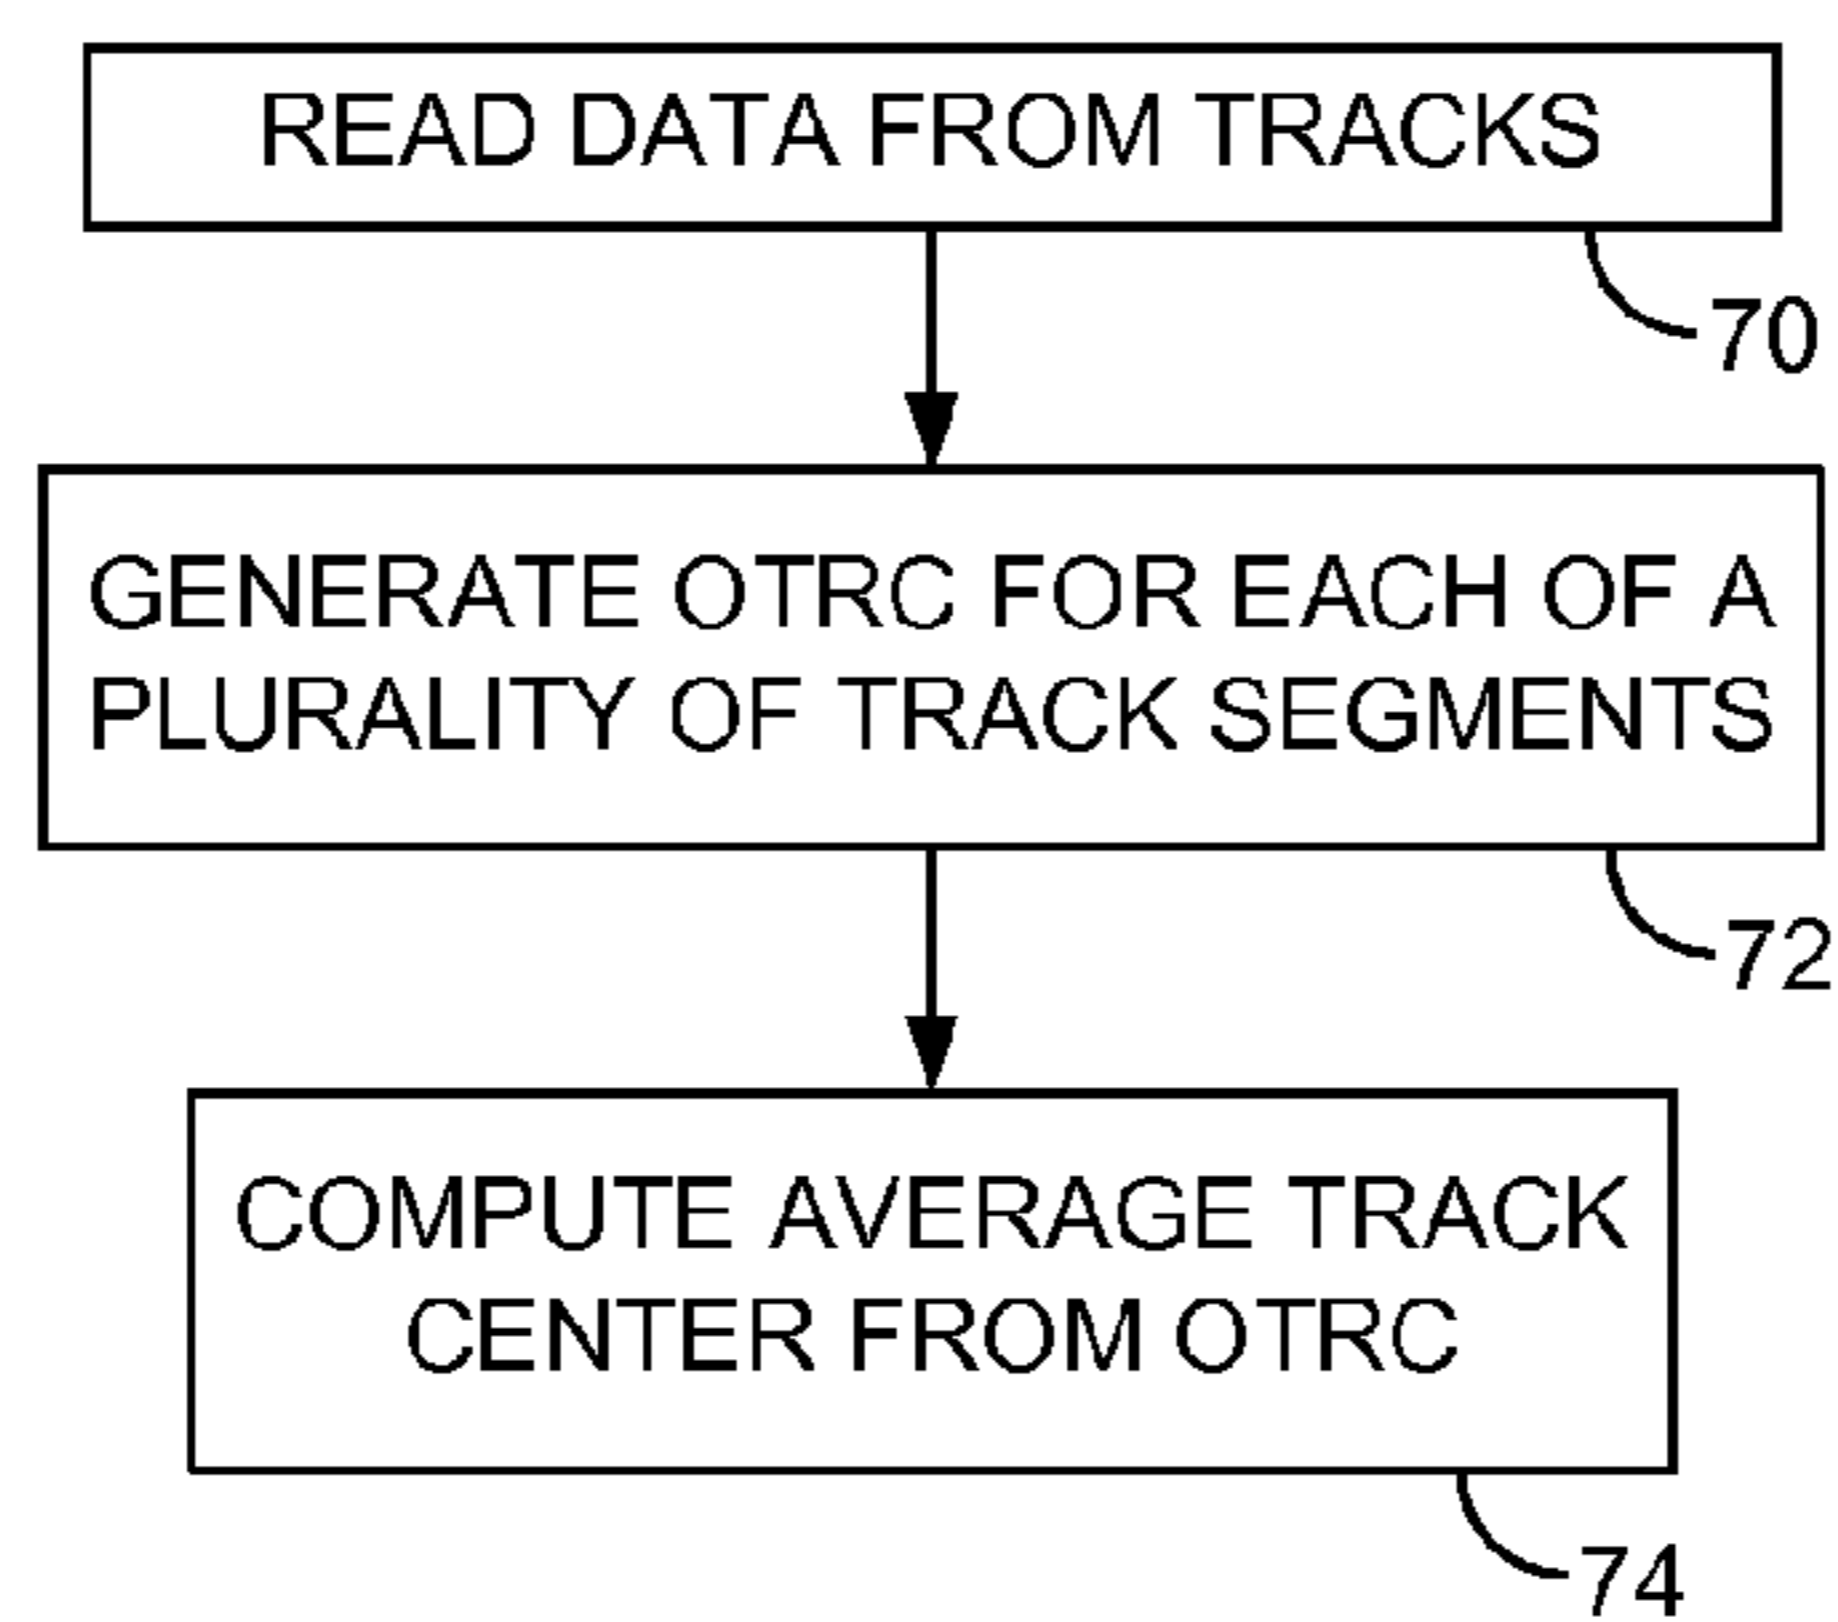 READ DATA FROM TRACKS
70
GENERATE OTRC FOR EACH OF A
PLURALITY OF TRACK SEGMENTS
72
COMPUTE AVERAGE TRACK
CENTER FROM OTRC
74